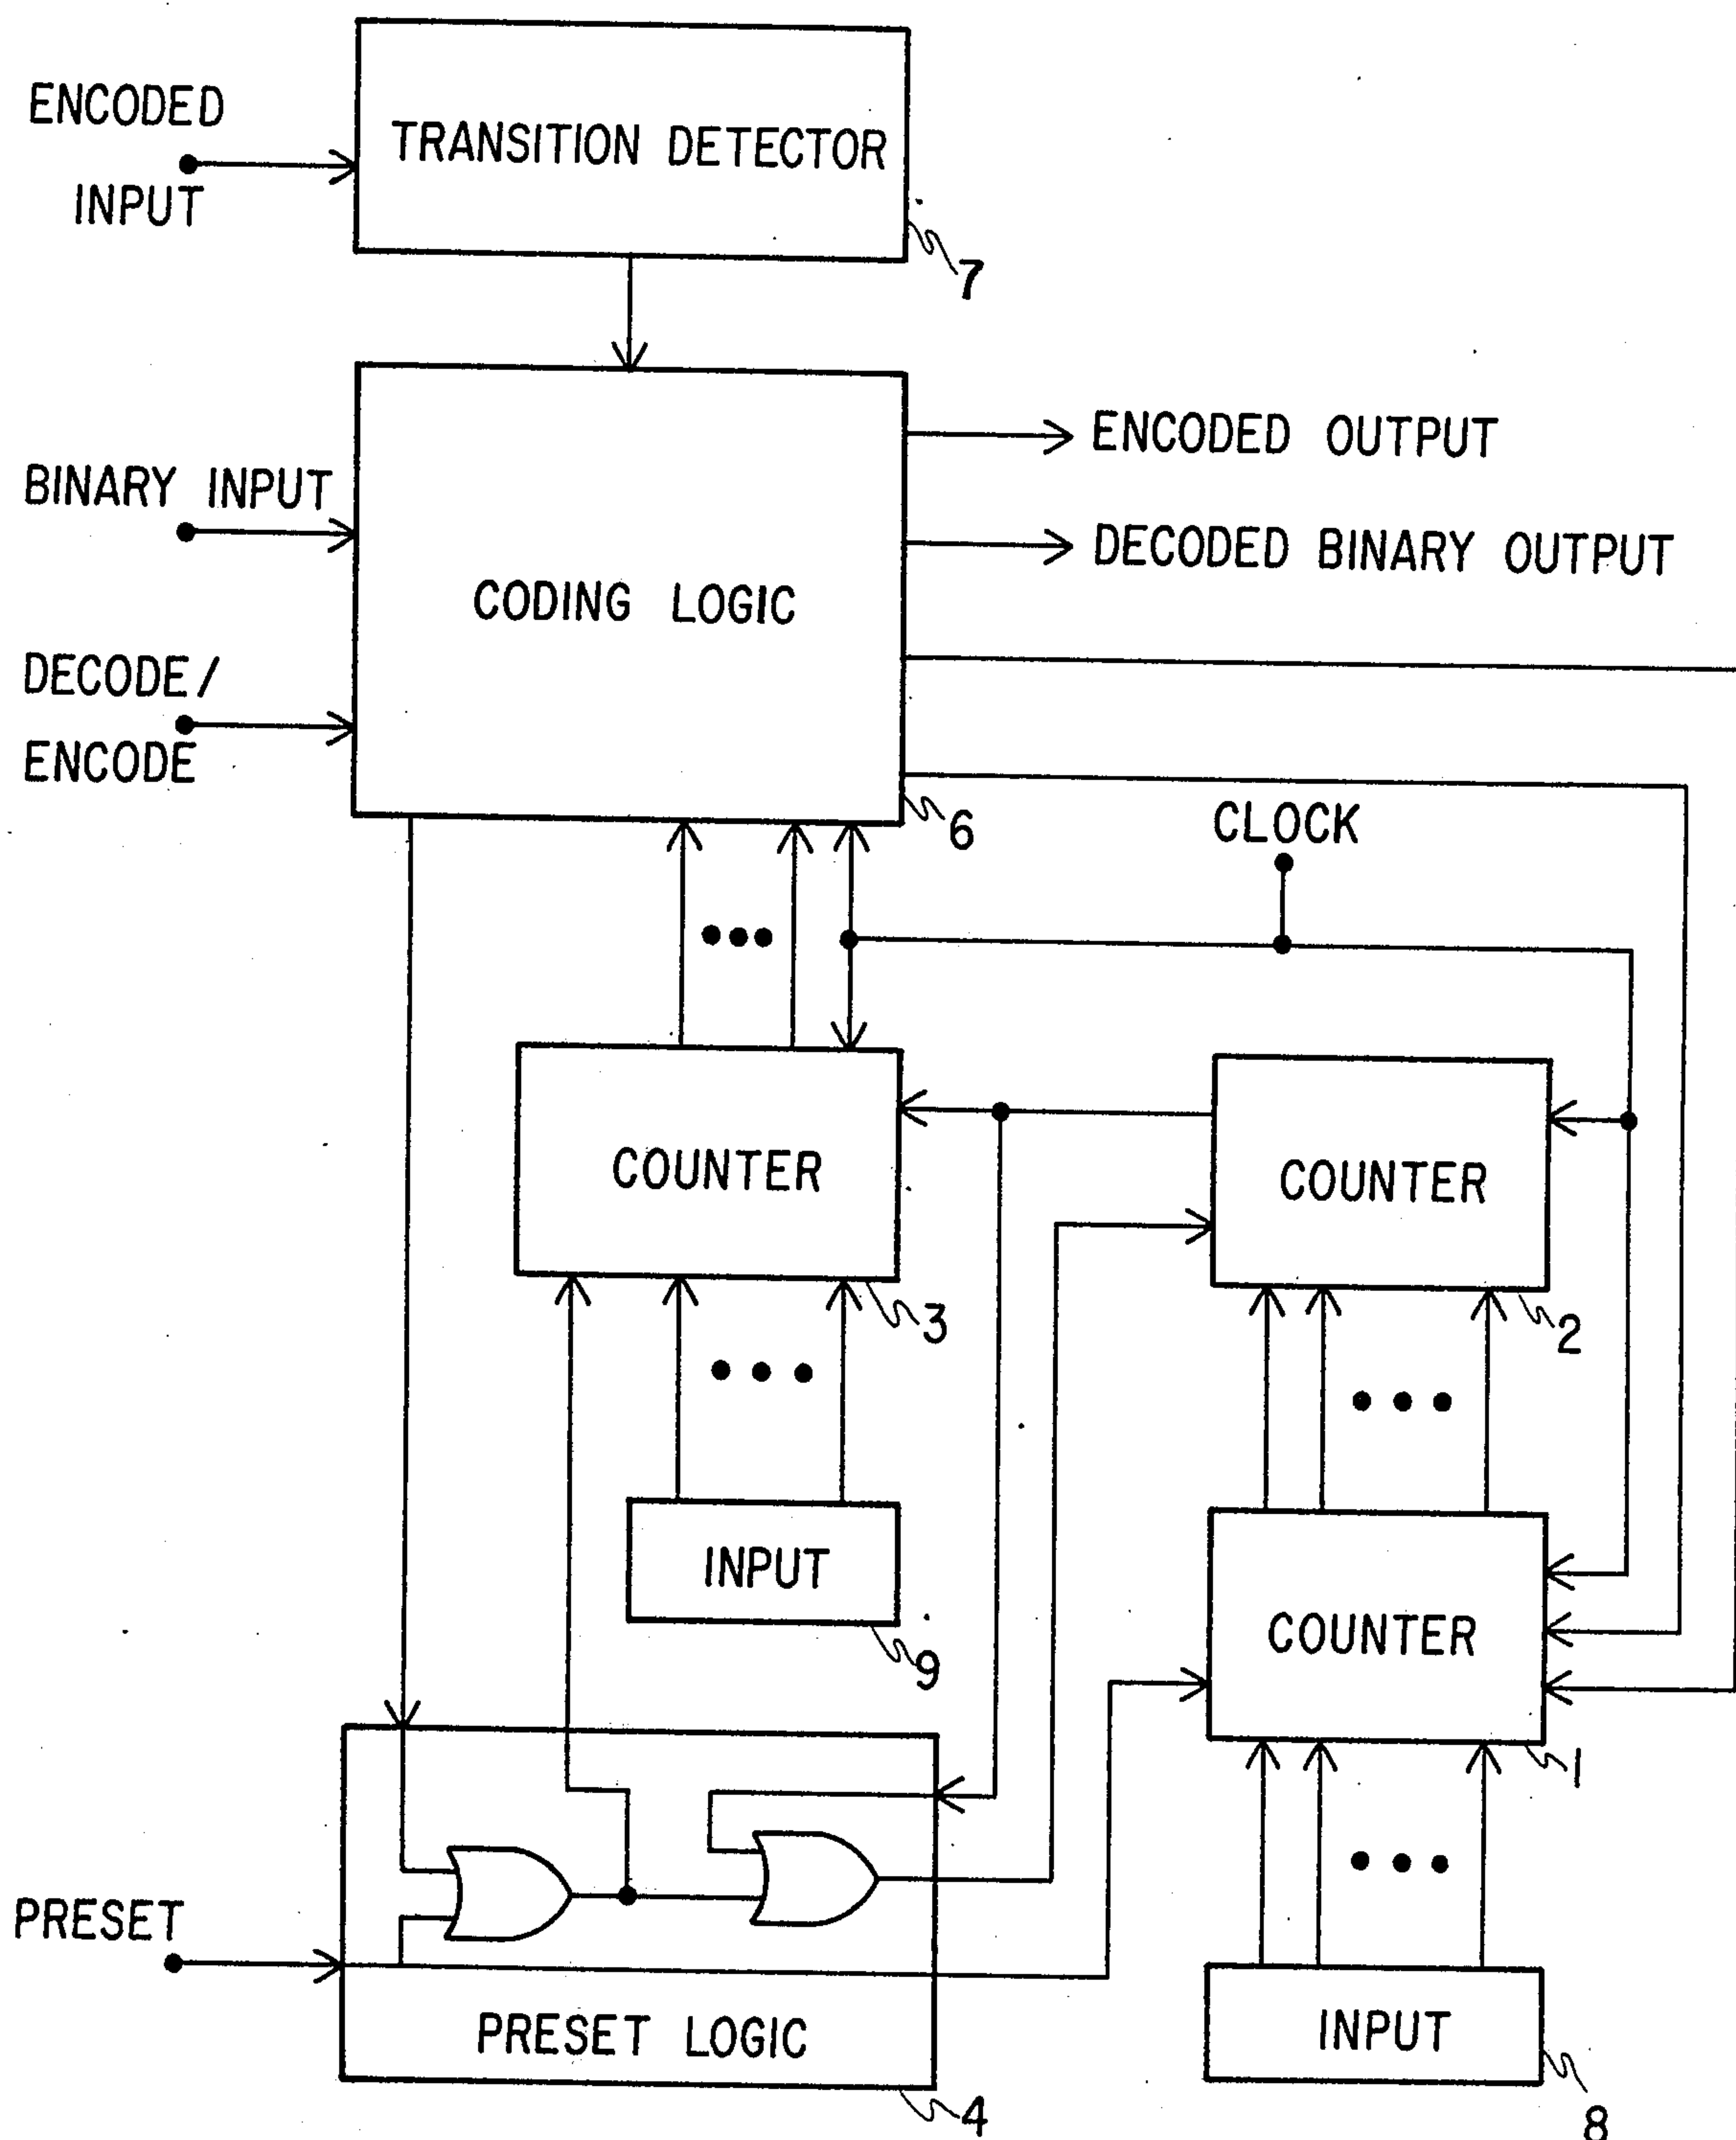 ENCODED
INPUT
TRANSITION DETECTOR
7
ENCODED OUTPUT
BINARY INPUT
DECODED BINARY OUTPUT
CODING LOGIC
DECODE/
ENCODE
6
CLOCK
COUNTER
3
COUNTER
2
INPUT
9
COUNTER
1
PRESET
PRESET LOGIC
4
INPUT
8